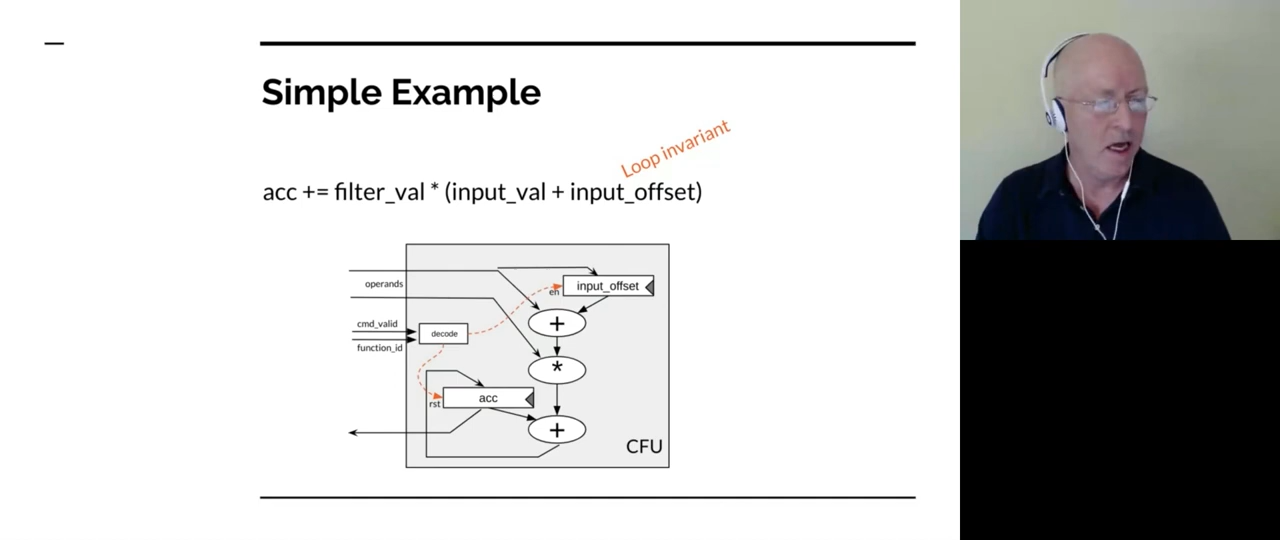 Simple Example
Loop invariant
acc += filter_val * (input_val + input_offset)
operands
input_offset
en
+
cmd_valid
decode
function_id
*
acc
rst
+
CFU